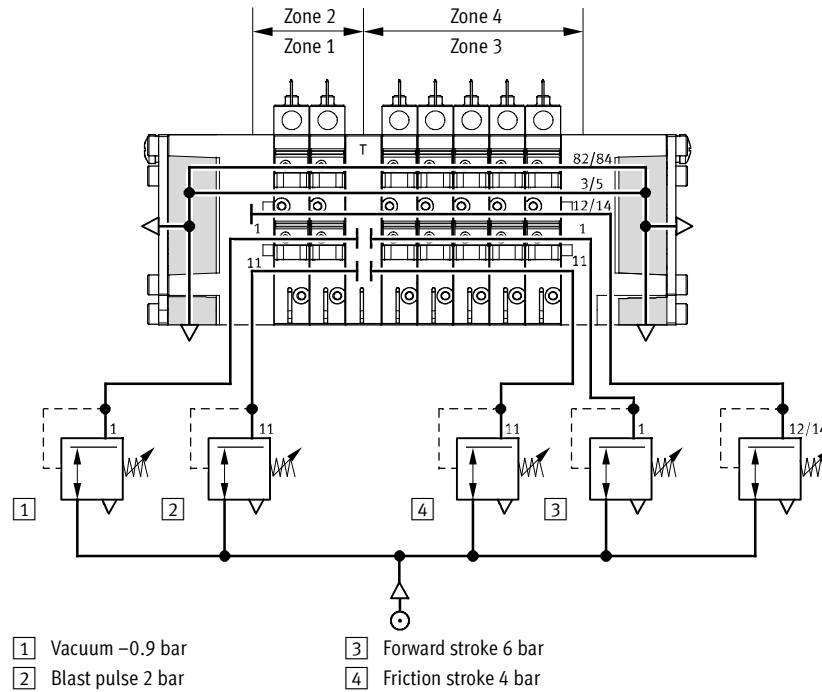 Zone 2
Zone 4
Zone 1
Zone 3
T
82/84
3/5
12/14
1
1
11
11
1
11
11
1
12/14
1
2
4
3
1 Vacuum –0.9 bar
2 Blast pulse 2 bar
3 Forward stroke 6 bar
4 Friction stroke 4 bar